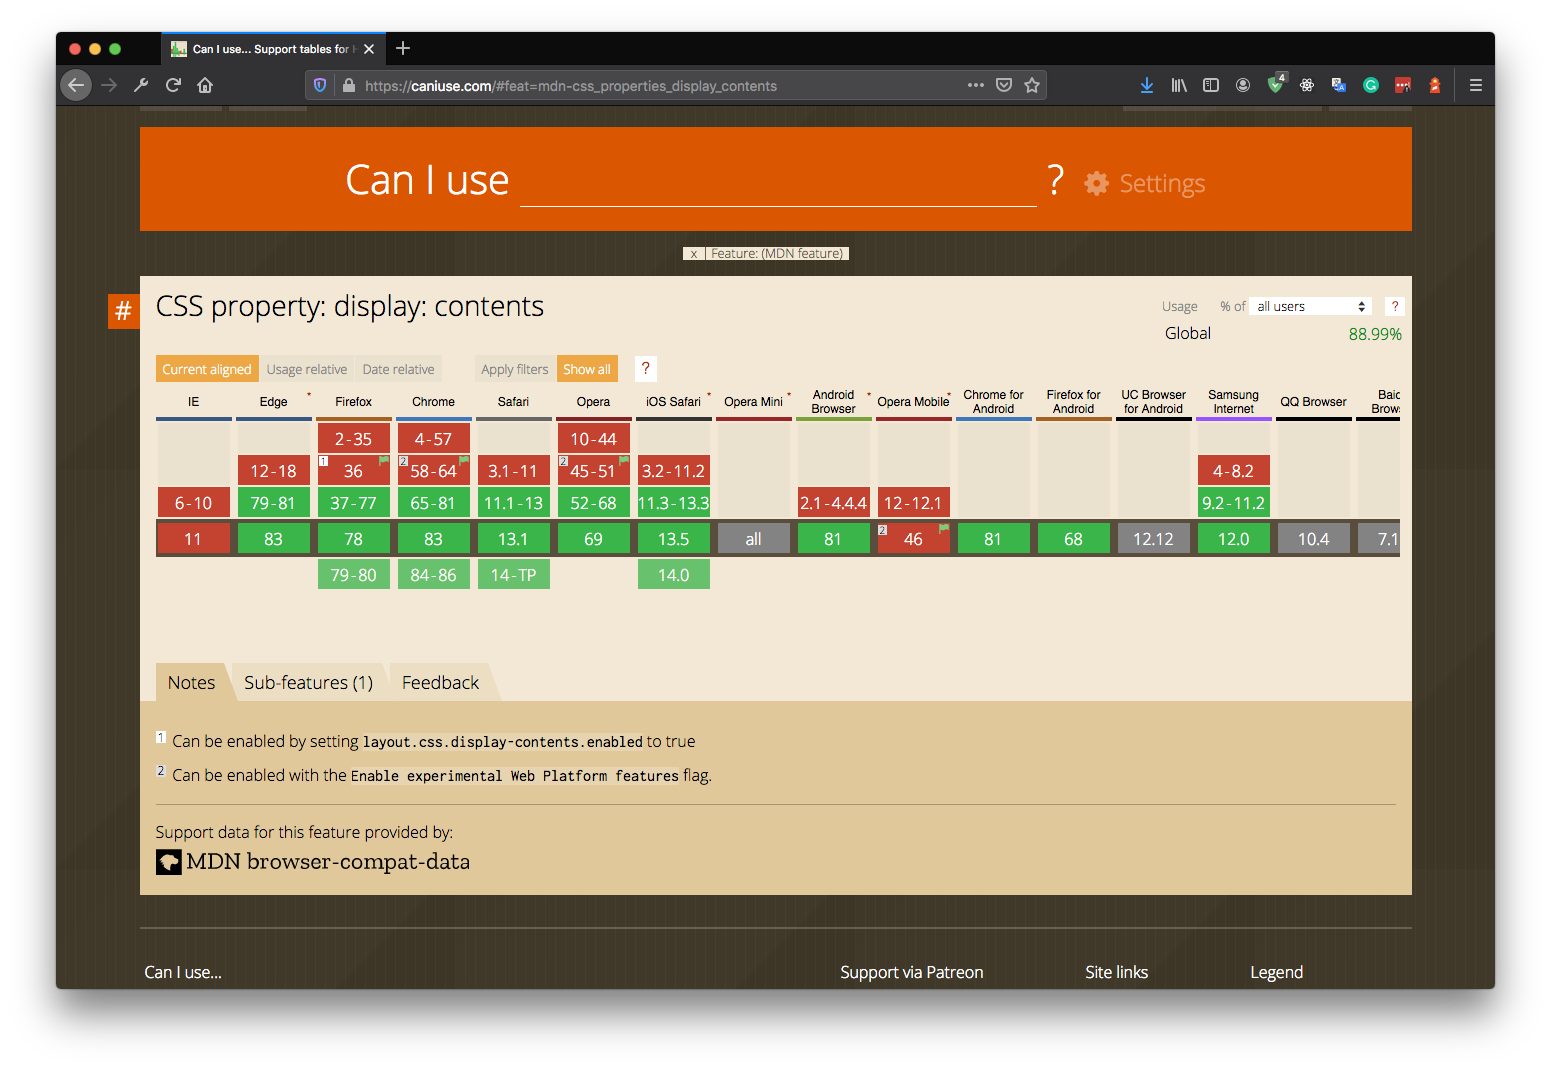 Can I use... Support tables for H
https://caniuse.com/#feat=mdn-css_properties_display_contents
4
Can I use ? Settings
x Feature: (MDN feature)
# CSS property: display: contents
Usage % of all users ?
Global 88.99%
Current aligned Usage relative Date relative Apply filters Show all ?
IE Edge * Firefox Chrome Safari Opera iOS Safari * Opera Mini * Android Browser * Opera Mobile * Chrome for Android Firefox for Android UC Browser for Android Samsung Internet QQ Browser
2-35 4-57 10-44
12-18 1 36 2 58-64 3.1-11 2 45-51 3.2-11.2 4-8.2
6-10 79-81 37-77 65-81 11.1-13 52-68 11.3-13.3 2.1-4.4.4 12-12.1 9.2-11.2
11 83 78 83 13.1 69 13.5 all 81 2 46 81 68 12.12 12.0 10.4 7.1
79-80 84-86 14-TP 14.0
Notes Sub-features (1) Feedback
1 Can be enabled by setting layout.css.display-contents.enabled to true
2 Can be enabled with the Enable experimental Web Platform features flag.
Support data for this feature provided by:
MDN browser-compat-data
Can I use... Support via Patreon Site links Legend